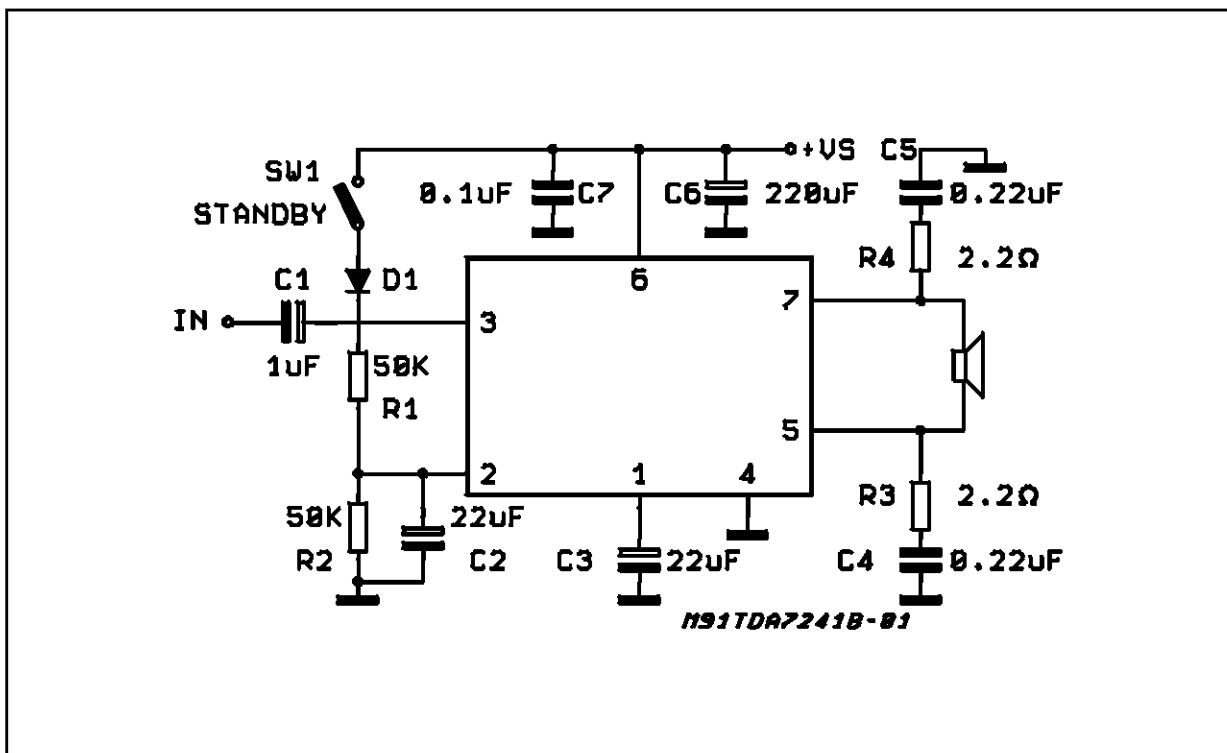 SW1
STANDBY
0.1uF C7
C6 220uF
+VS
C5
0.22uF
R4 2.2Ω
C1
D1
IN
1uF
50K
R1
3
6
7
5
2
1
4
50K
R2
22uF
C2
C3 22uF
R3 2.2Ω
C4 0.22uF
M91TDA7241B-01